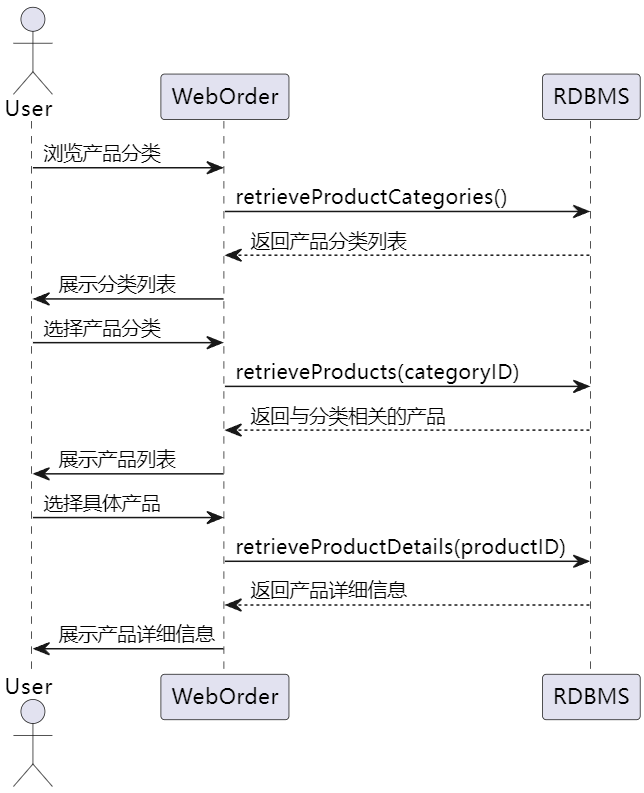 User
WebOrder
RDBMS
浏览产品分类
retrieveProductCategories()
返回产品分类列表
展示分类列表
选择产品分类
retrieveProducts(categoryID)
返回与分类相关的产品
展示产品列表
选择具体产品
retrieveProductDetails(productID)
返回产品详细信息
展示产品详细信息
User
WebOrder
RDBMS